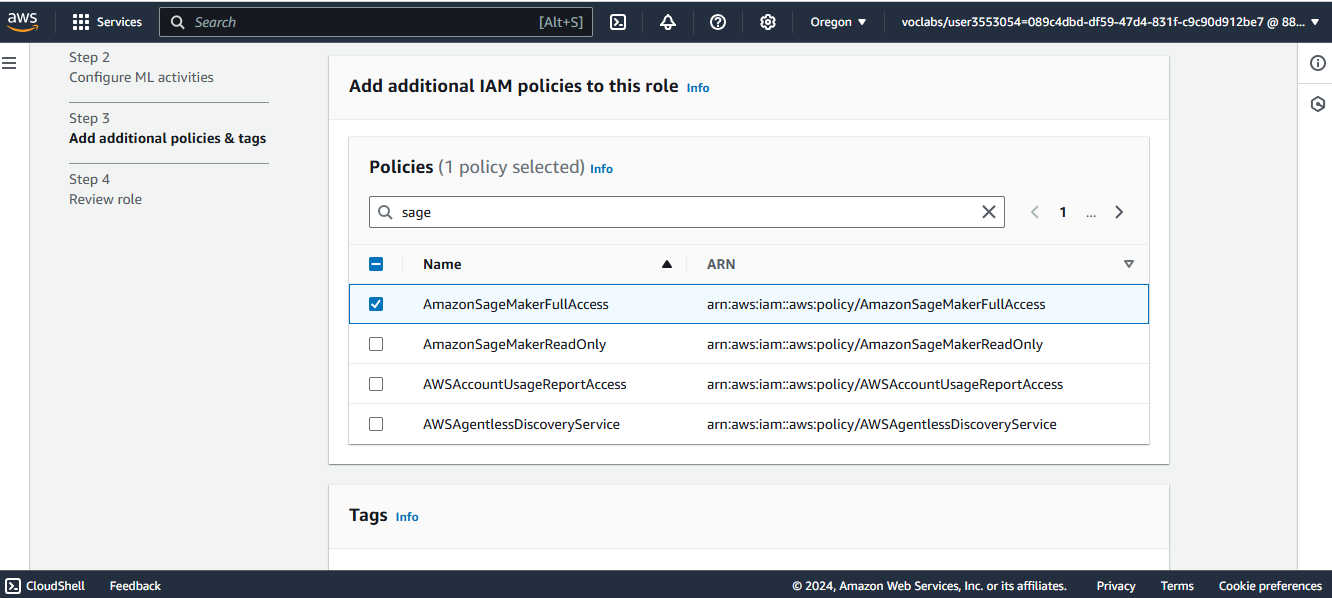 aws
Services
Search [Alt+S]
Oregon
voclabs/user3553054=089c4dbd-df59-47d4-831f-c9c90d912be7 @ 88...
Step 2
Configure ML activities
Step 3
Add additional policies & tags
Step 4
Review role
Add additional IAM policies to this role Info
Policies (1 policy selected) Info
sage
1 ...
Name ARN
AmazonSageMakerFullAccess arn:aws:iam::aws:policy/AmazonSageMakerFullAccess
AmazonSageMakerReadOnly arn:aws:iam::aws:policy/AmazonSageMakerReadOnly
AWSAccountUsageReportAccess arn:aws:iam::aws:policy/AWSAccountUsageReportAccess
AWSAgentlessDiscoveryService arn:aws:iam::aws:policy/AWSAgentlessDiscoveryService
Tags Info
CloudShell Feedback © 2024, Amazon Web Services, Inc. or its affiliates. Privacy Terms Cookie preferences